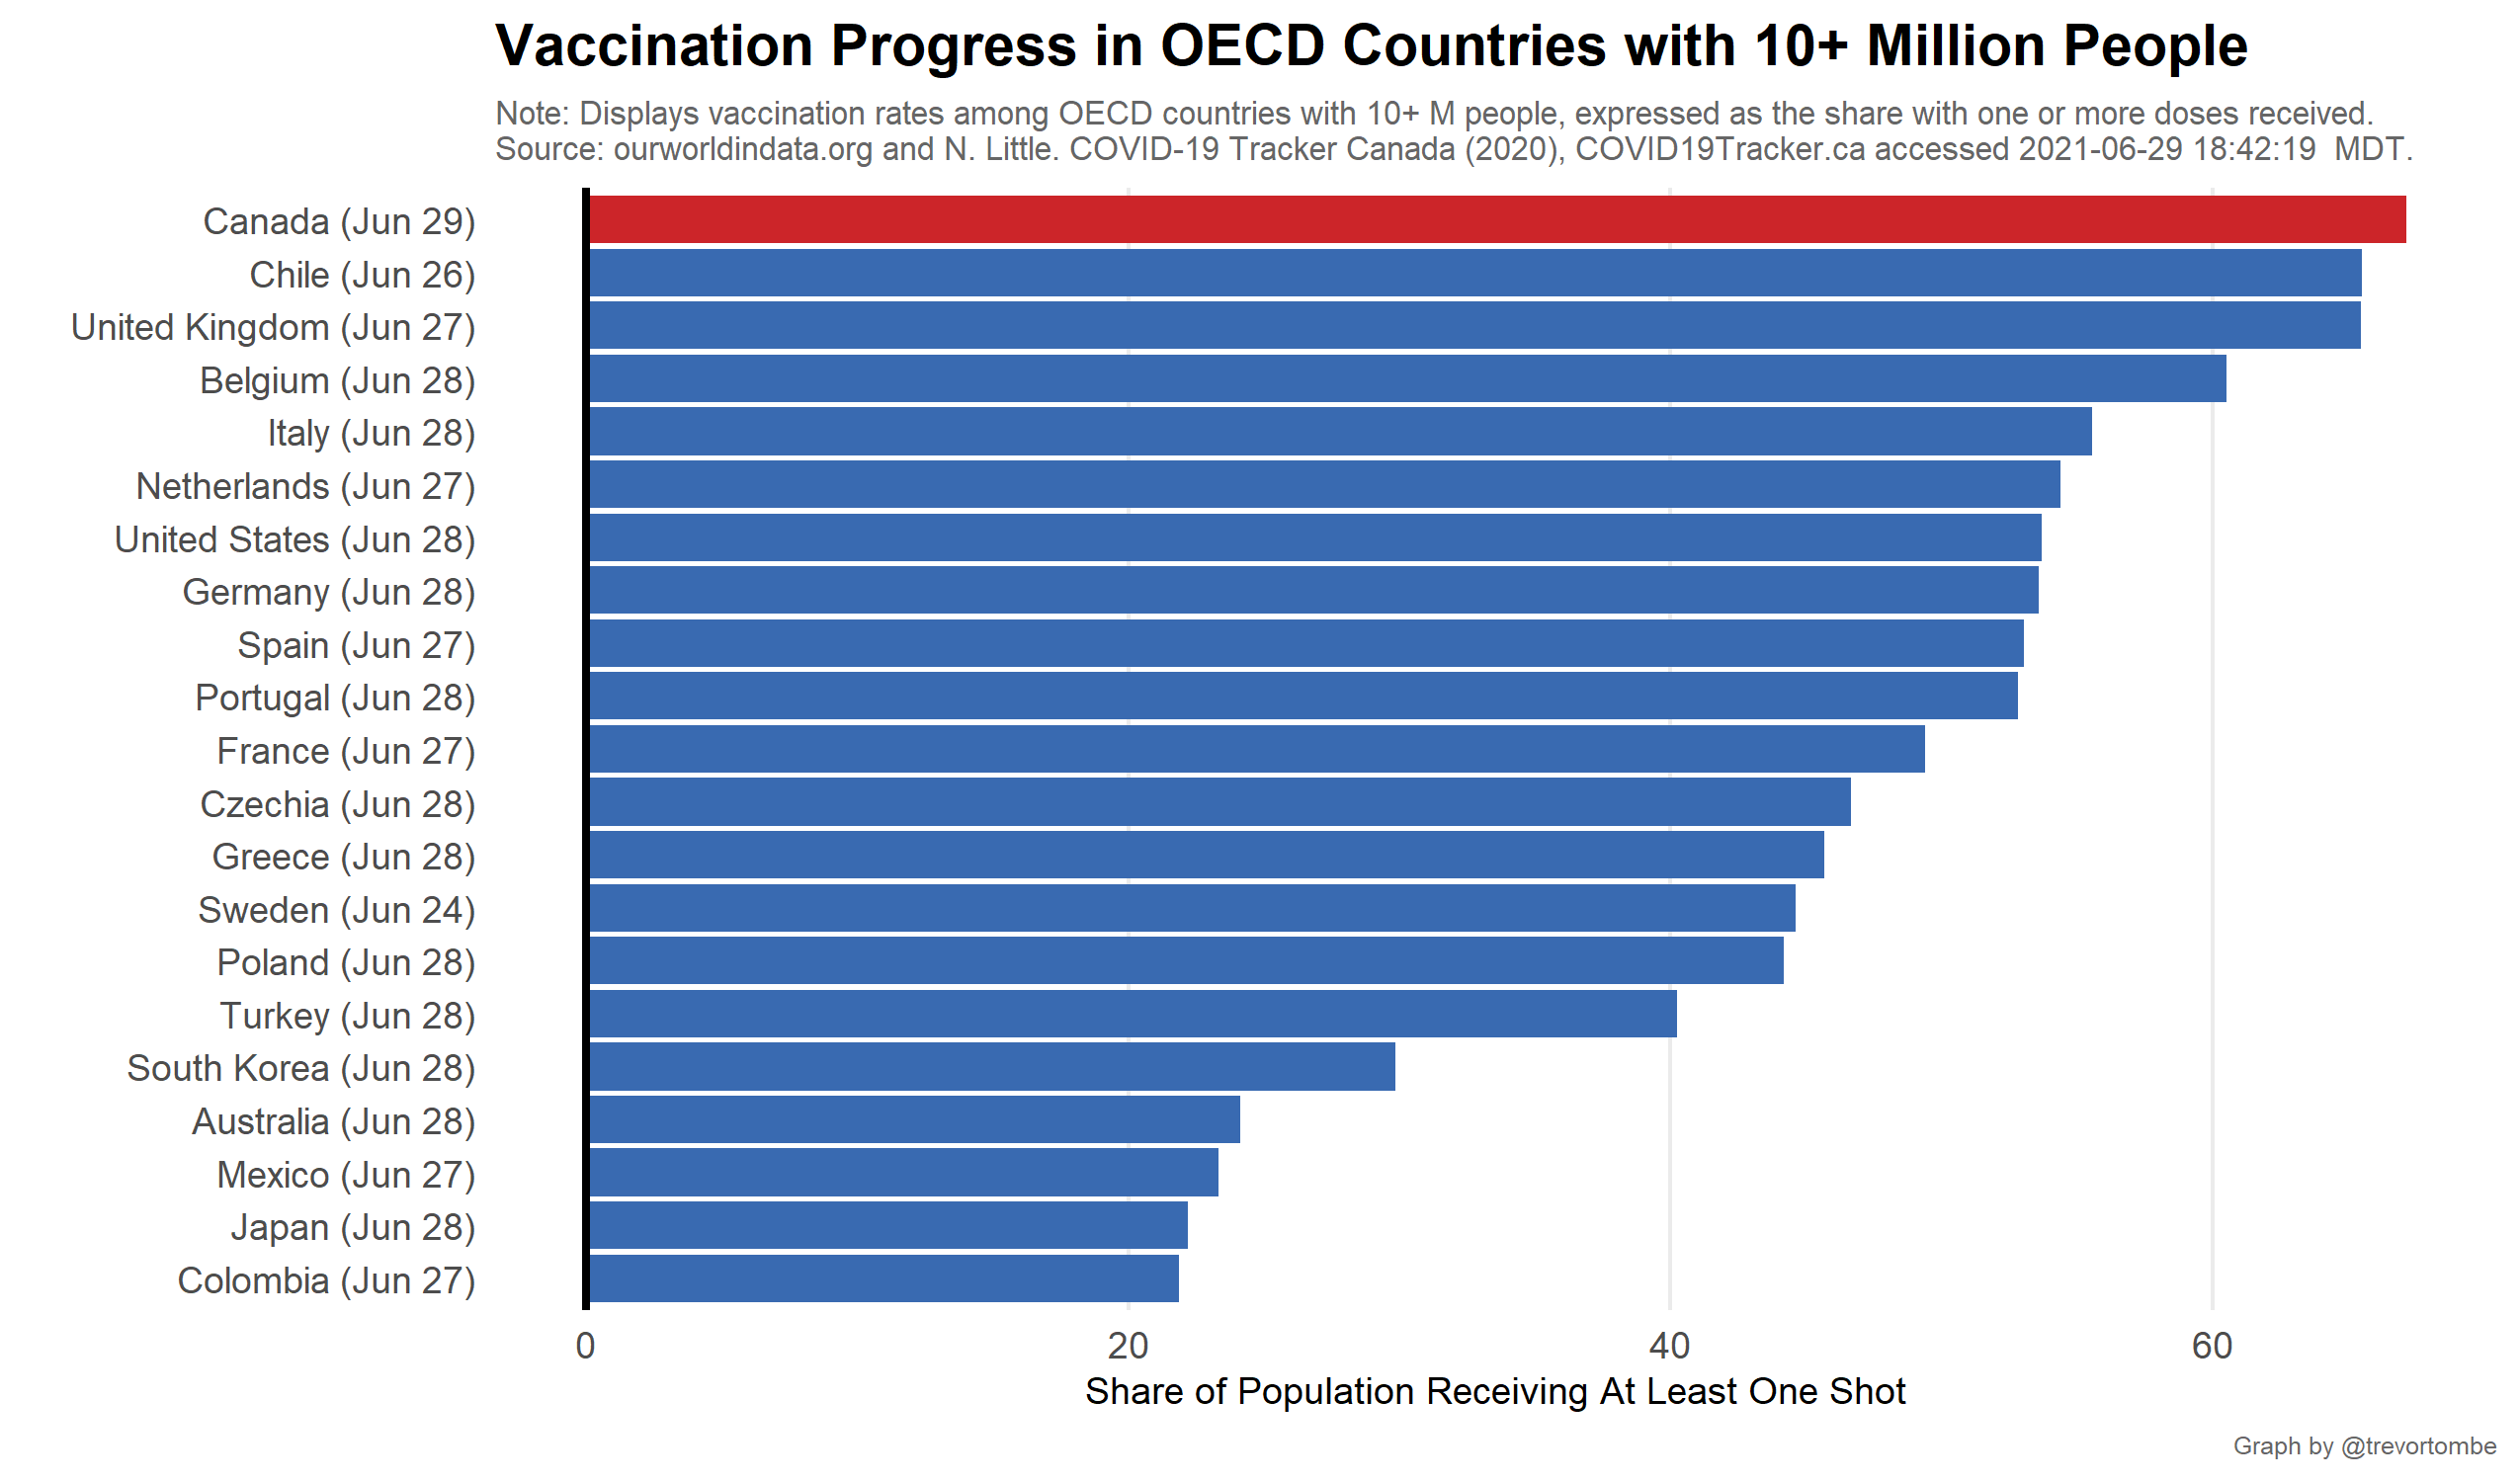 Vaccination Progress in OECD Countries with 10+ Million People
Note: Displays vaccination rates among OECD countries with 10+ M people, expressed as the share with one or more doses received.
Source: ourworldindata.org and N. Little. COVID-19 Tracker Canada (2020), COVID19Tracker.ca accessed 2021-06-29 18:42:19  MDT.
Canada (Jun 29)
Chile (Jun 26)
United Kingdom (Jun 27)
Belgium (Jun 28)
Italy (Jun 28)
Netherlands (Jun 27)
United States (Jun 28)
Germany (Jun 28)
Spain (Jun 27)
Portugal (Jun 28)
France (Jun 27)
Czechia (Jun 28)
Greece (Jun 28)
Sweden (Jun 24)
Poland (Jun 28)
Turkey (Jun 28)
South Korea (Jun 28)
Australia (Jun 28)
Mexico (Jun 27)
Japan (Jun 28)
Colombia (Jun 27)
0 20 40 60
Share of Population Receiving At Least One Shot
Graph by @trevortombe